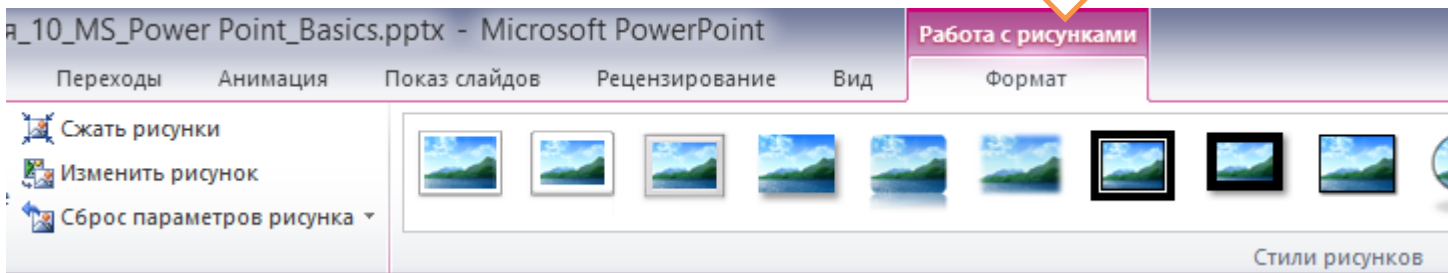 я_10_MS_Power Point_Basics.pptx - Microsoft PowerPoint
Работа с рисунками
Переходы Анимация Показ слайдов Рецензирование Вид Формат
Сжать рисунки
Изменить рисунок
Сброс параметров рисунка
Стили рисунков